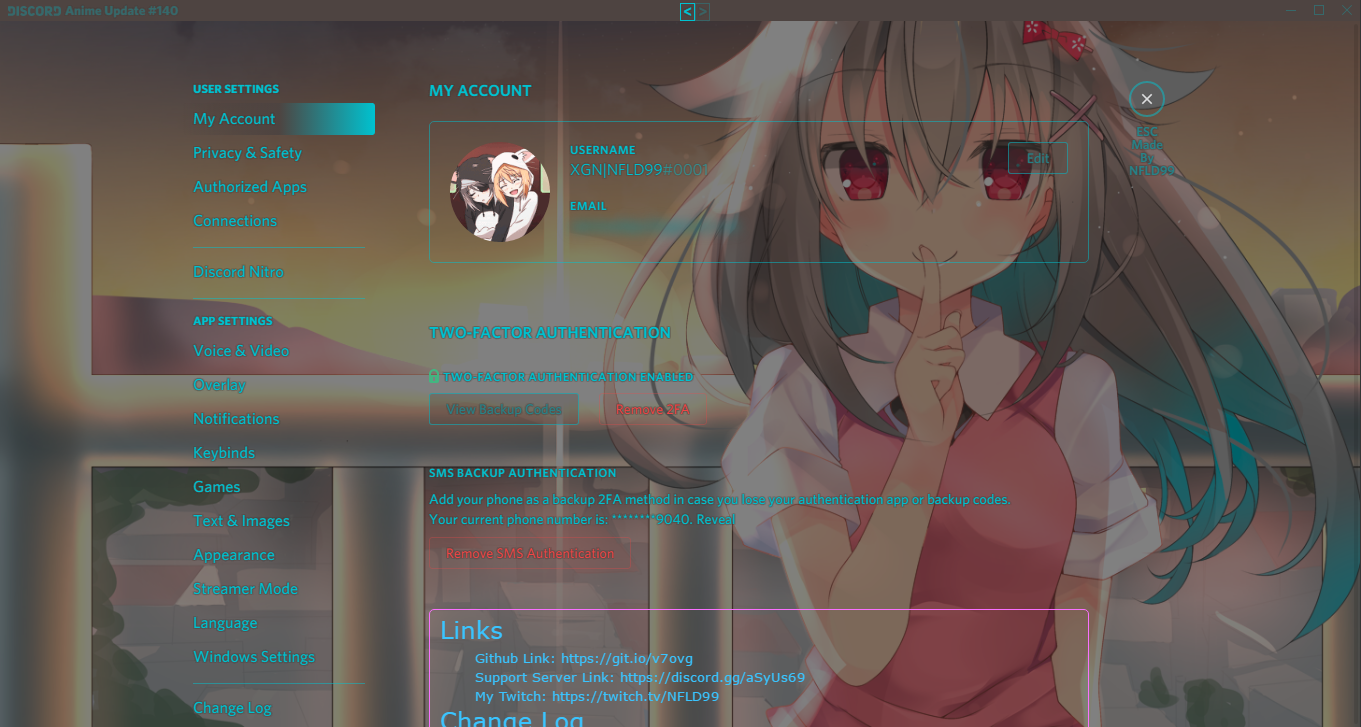 DISCORD Anime Update #140
< >
USER SETTINGS
My Account
Privacy & Safety
Authorized Apps
Connections
Discord Nitro
APP SETTINGS
Voice & Video
Overlay
Notifications
Keybinds
Games
Text & Images
Appearance
Streamer Mode
Language
Windows Settings
Change Log
MY ACCOUNT
USERNAME
XGN|NFLD99#0001
Edit
EMAIL
TWO-FACTOR AUTHENTICATION
TWO-FACTOR AUTHENTICATION ENABLED
View Backup Codes
Remove 2FA
SMS BACKUP AUTHENTICATION
Add your phone as a backup 2FA method in case you lose your authentication app or backup codes.
Your current phone number is: *******9040. Reveal
Remove SMS Authentication
Links
Github Link: https://git.io/v7ovg
Support Server Link: https://discord.gg/aSyUs69
My Twitch: https://twitch.tv/NFLD99
Change Log
ESC
Made
By
NFLD99